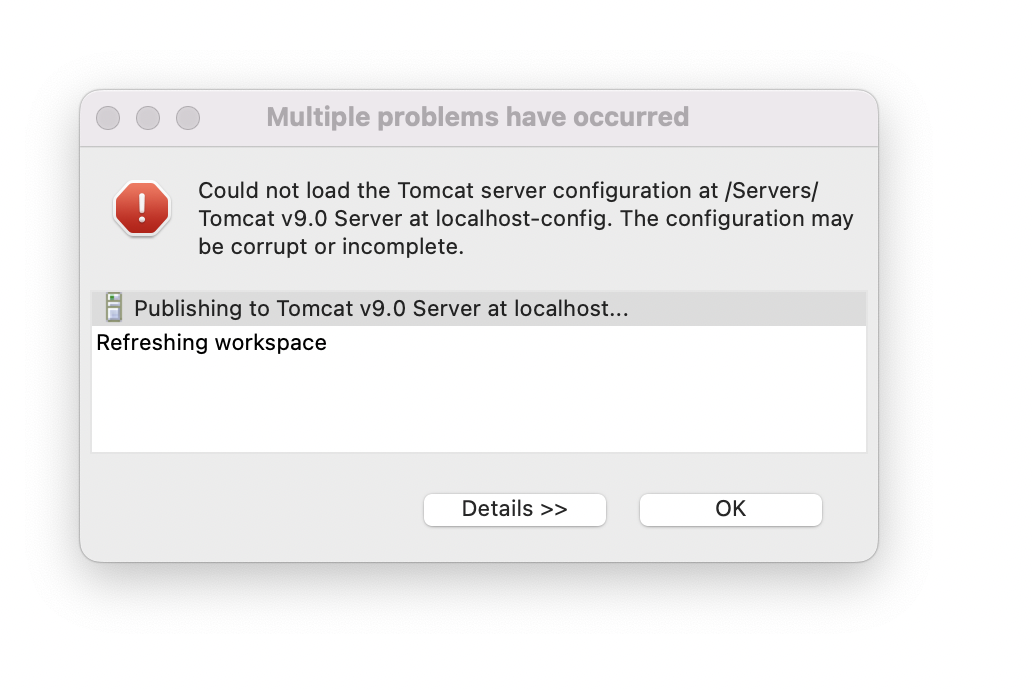 Multiple problems have occurred
Could not load the Tomcat server configuration at /Servers/
Tomcat v9.0 Server at localhost-config. The configuration may
be corrupt or incomplete.
Publishing to Tomcat v9.0 Server at localhost...
Refreshing workspace
Details >>
OK